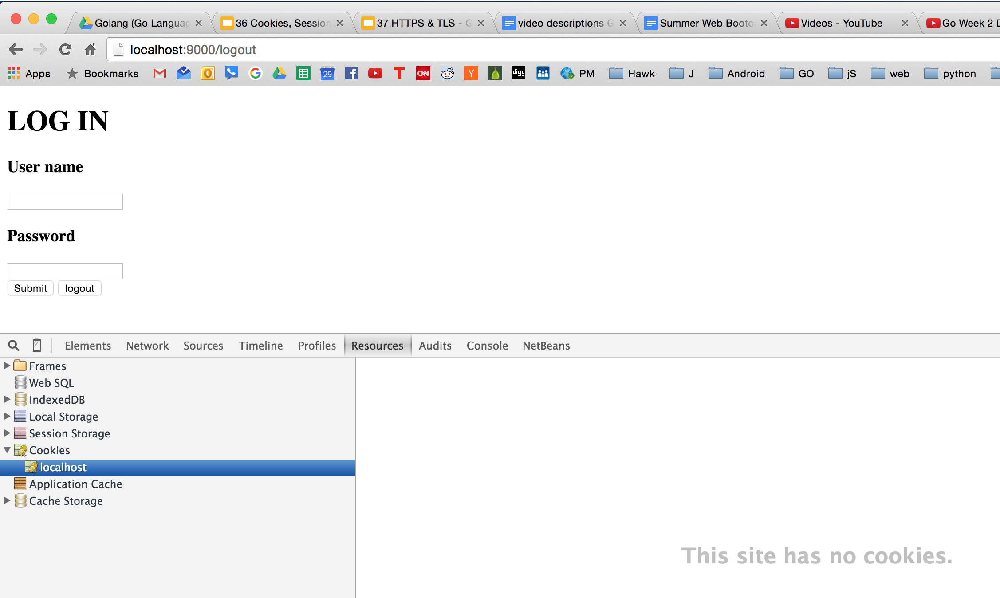 Golang (Go Languag
36 Cookies, Session
37 HTTPS & TLS - G
video descriptions G
Summer Web Bootc
Videos - YouTube
Go Week 2 D
localhost:9000/logout
Apps Bookmarks 29 CNN Y digg PM Hawk J Android GO jS web python
LOG IN
User name
Password
Submit logout
Elements Network Sources Timeline Profiles Resources Audits Console NetBeans
Frames
Web SQL
IndexedDB
Local Storage
Session Storage
Cookies
localhost
Application Cache
Cache Storage
This site has no cookies.